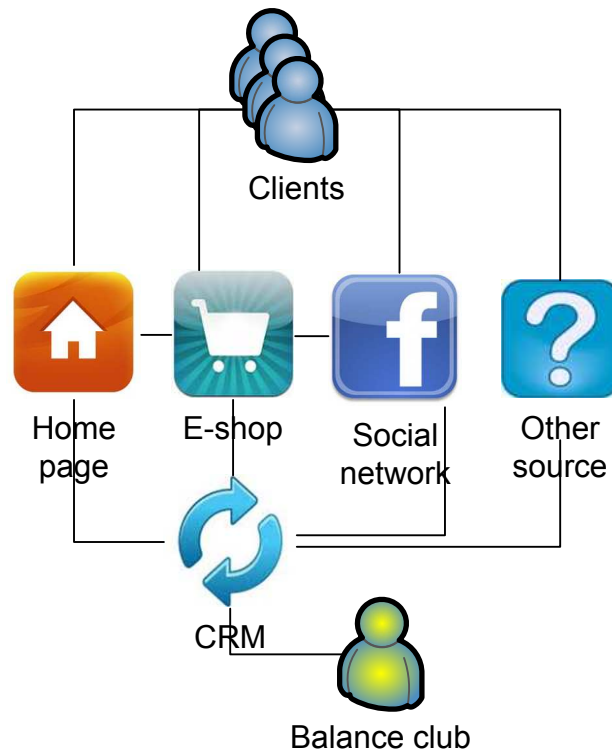 Clients
Home
page
E-shop
Social
network
Other
source
CRM
Balance club